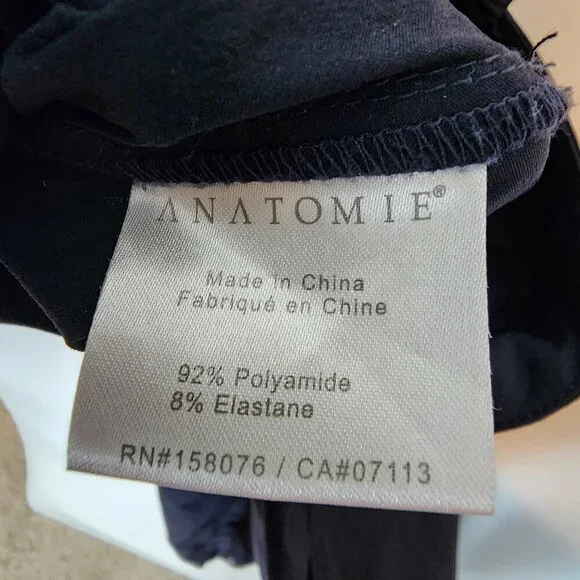 ANATOMIE®
Made in China
Fabriqué en Chine
92% Polyamide
8% Elastane
RN#158076 / CA#07113